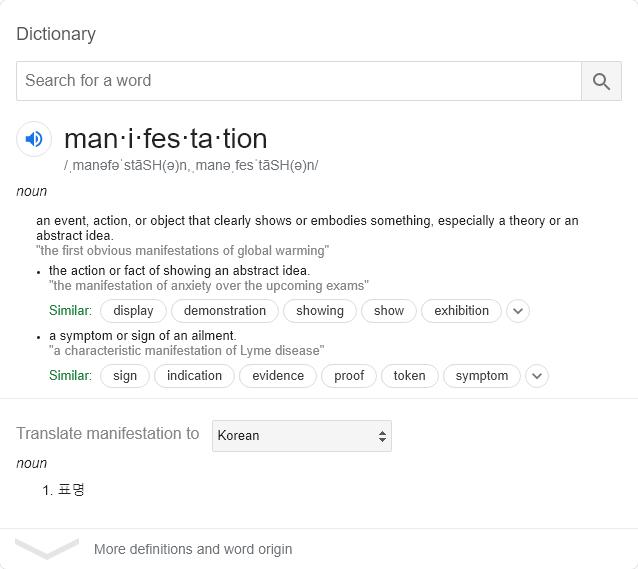 Dictionary
Search for a word
man·i·fes·ta·tion
/ˌmanəfəˈstāSH(ə)n,ˌmanəˌfesˈtāSH(ə)n/
noun
an event, action, or object that clearly shows or embodies something, especially a theory or an
abstract idea.
"the first obvious manifestations of global warming"
• the action or fact of showing an abstract idea.
"the manifestation of anxiety over the upcoming exams"
Similar: display demonstration showing show exhibition
• a symptom or sign of an ailment.
"a characteristic manifestation of Lyme disease"
Similar: sign indication evidence proof token symptom
Translate manifestation to Korean
noun
1. 표명
More definitions and word origin